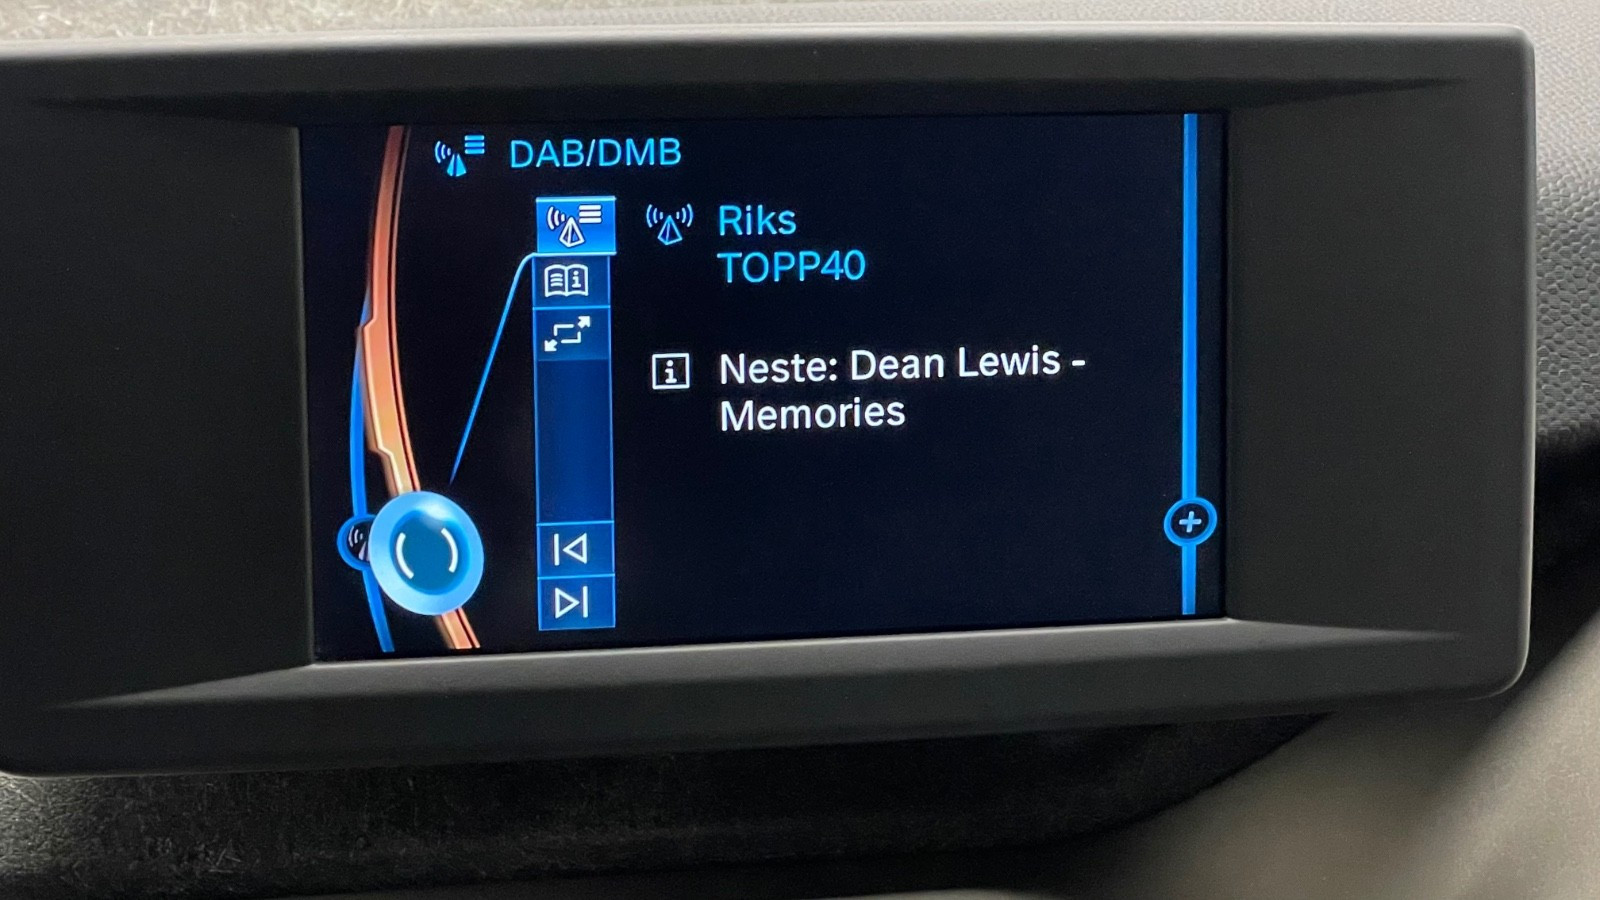 DAB/DMB
Riks
TOPP40
Neste: Dean Lewis -
Memories